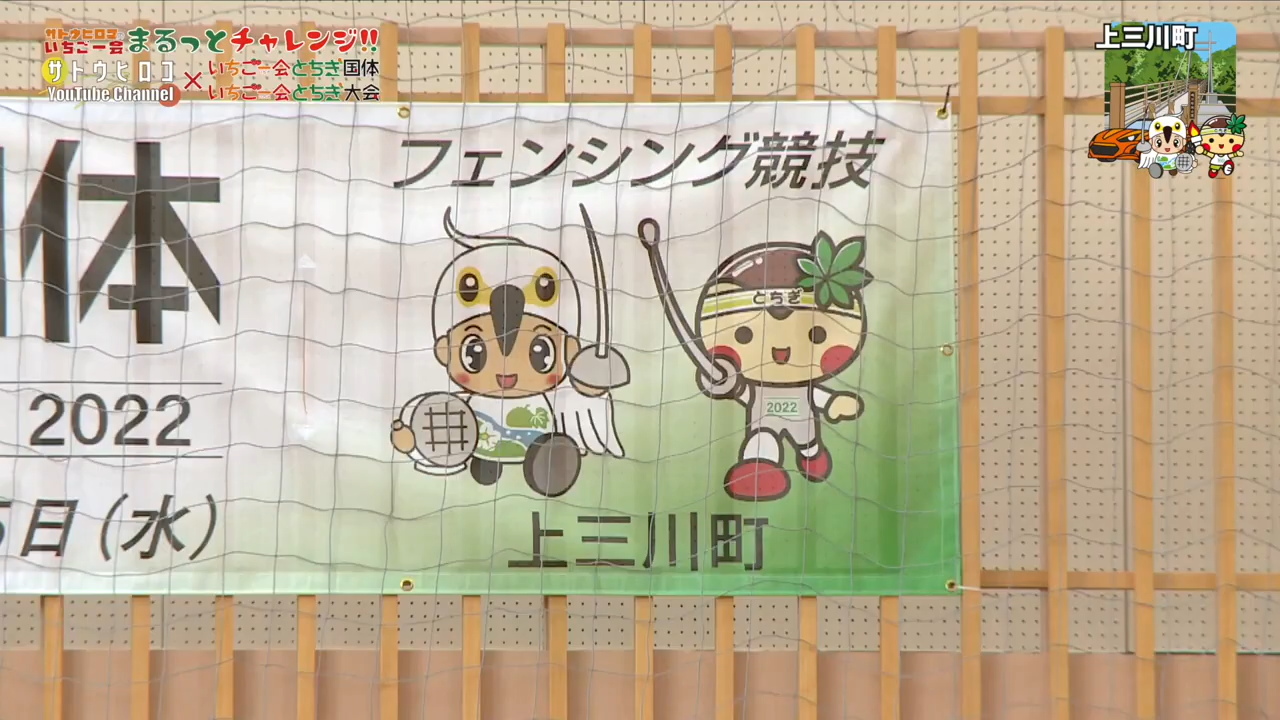 サトウヒロコの
いちご一会 まるっとチャレンジ!!
サトウヒロコ
YouTube Channel
×
いちご一会とちぎ国体
いちご一会とちぎ大会
上三川町
フェンシング競技
体
2022
日(水)
とちぎ
2022
上三川町